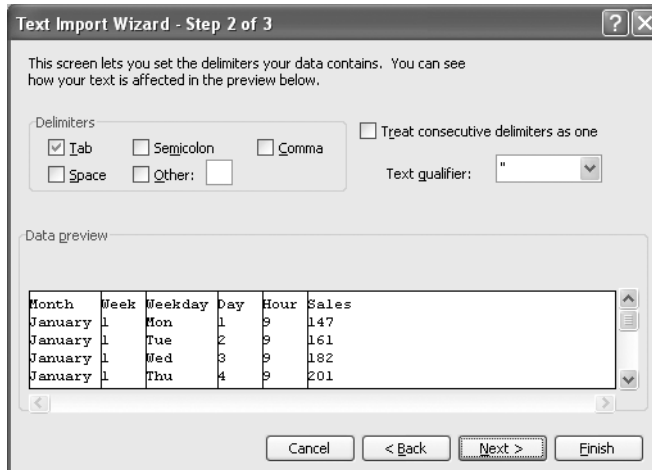 Text Import Wizard - Step 2 of 3
This screen lets you set the delimiters your data contains. You can see
how your text is affected in the preview below.
Delimiters
Tab Semicolon Comma
Space Other:
Treat consecutive delimiters as one
Text qualifier: "
Data preview
Month Week Weekday Day Hour Sales
January 1 Mon 1 9 147
January 1 Tue 2 9 161
January 1 Wed 3 9 182
January 1 Thu 4 9 201
Cancel < Back Next > Finish